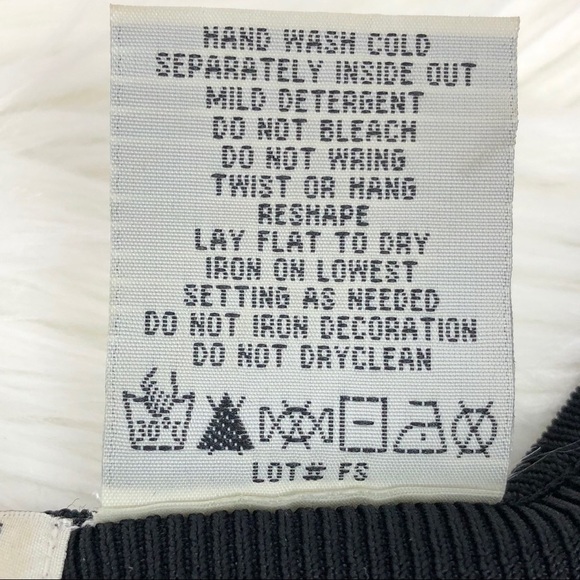 HAND WASH COLD
SEPARATELY INSIDE OUT
MILD DETERGENT
DO NOT BLEACH
DO NOT WRING
TWIST OR HANG
RESHAPE
LAY FLAT TO DRY
IRON ON LOWEST
SETTING AS NEEDED
DO NOT IRON DECORATION
DO NOT DRYCLEAN
30°C
LOT# FS